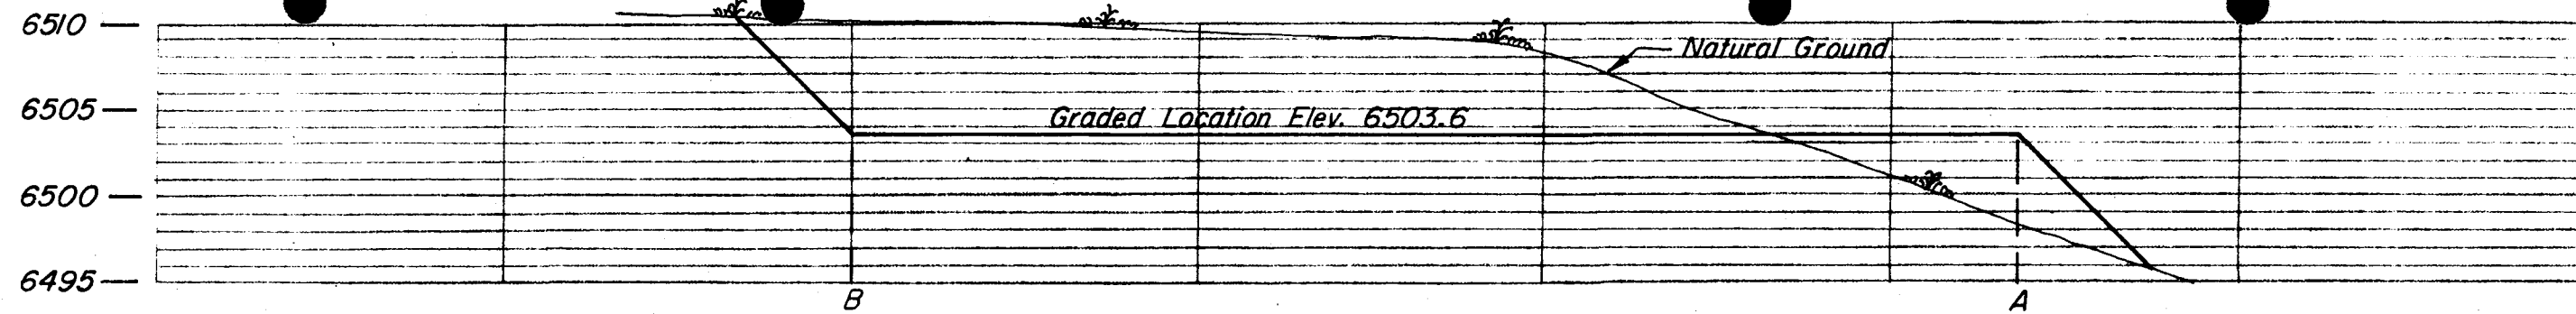 6510
Natural Ground
6505
Graded Location Elev. 6503.6
6500
6495
B
A